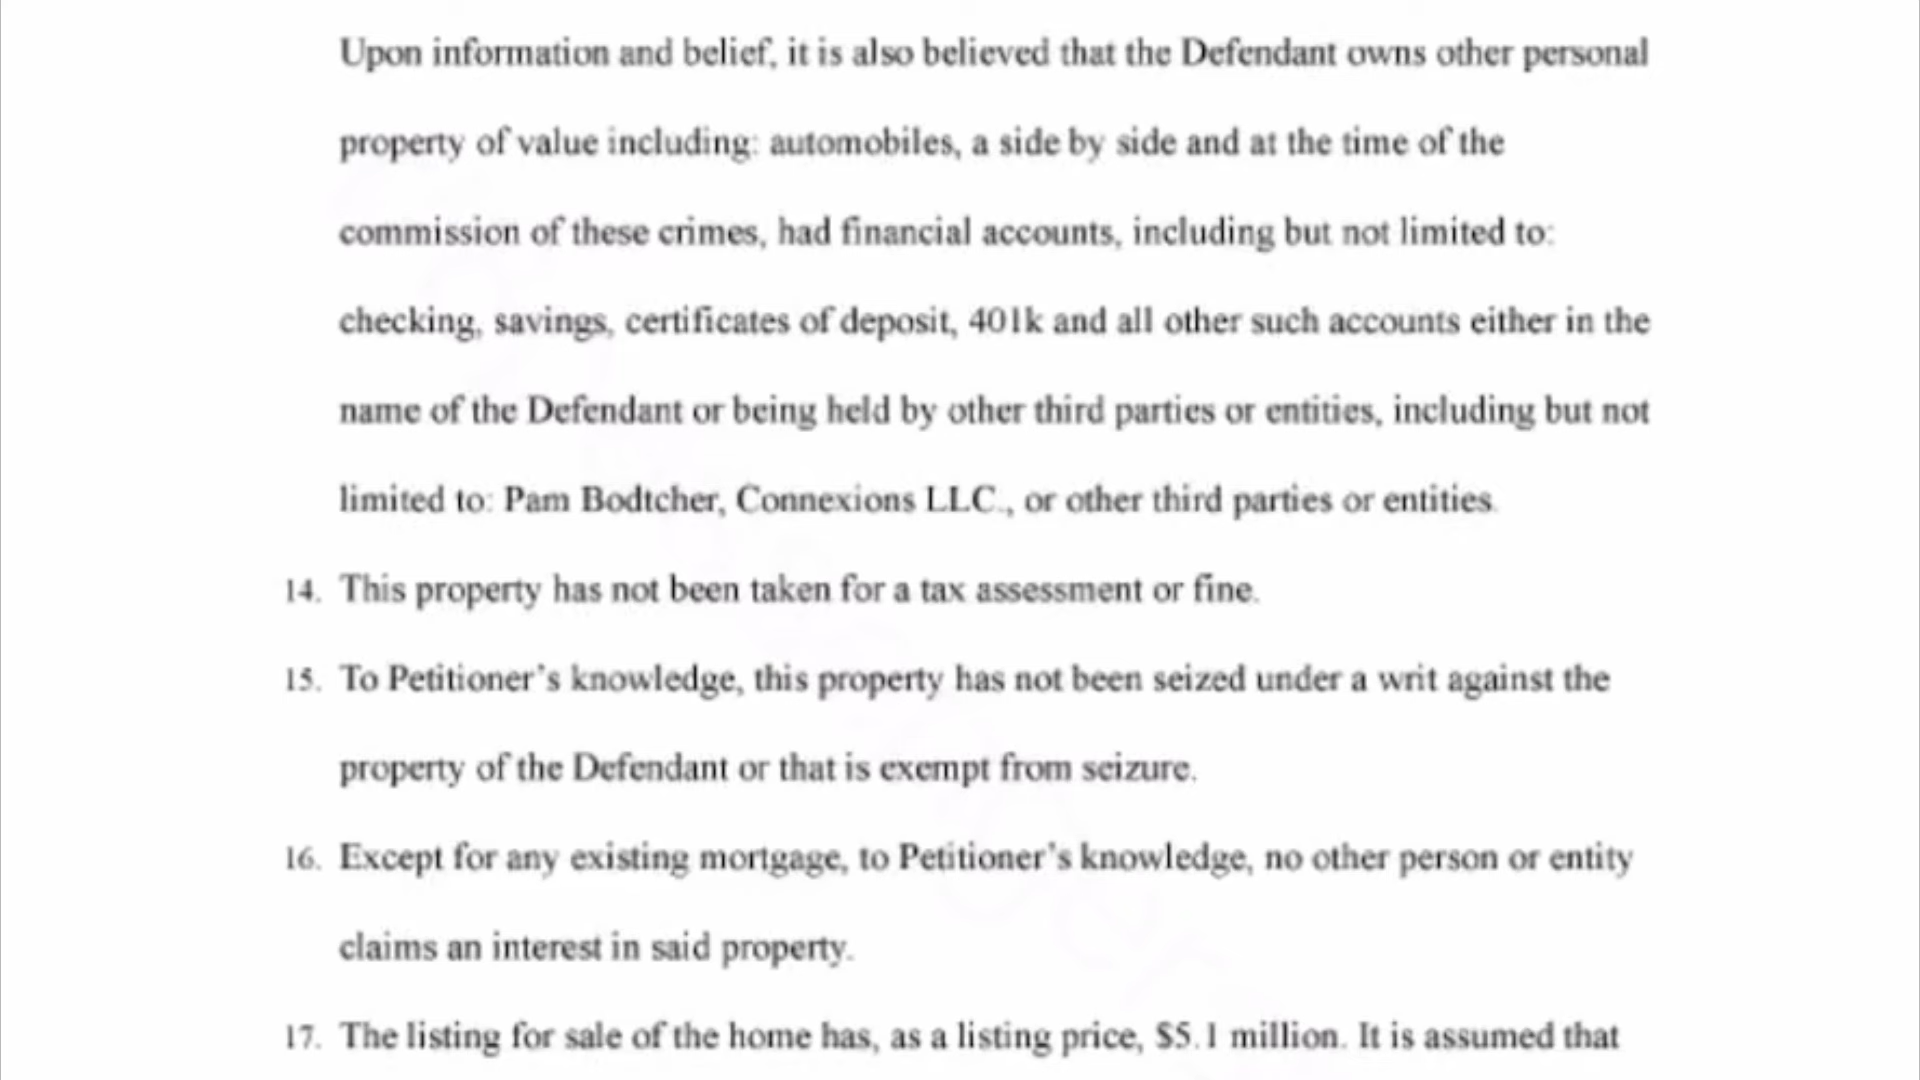 Upon information and belief, it is also believed that the Defendant owns other personal
property of value including: automobiles, a side by side and at the time of the
commission of these crimes, had financial accounts, including but not limited to:
checking, savings, certificates of deposit, 401k and all other such accounts either in the
name of the Defendant or being held by other third parties or entities, including but not
limited to: Pam Bodtcher, Connexions LLC., or other third parties or entities.
14. This property has not been taken for a tax assessment or fine.
15. To Petitioner's knowledge, this property has not been seized under a writ against the
property of the Defendant or that is exempt from seizure.
16. Except for any existing mortgage, to Petitioner's knowledge, no other person or entity
claims an interest in said property.
17. The listing for sale of the home has, as a listing price, $5.1 million. It is assumed that